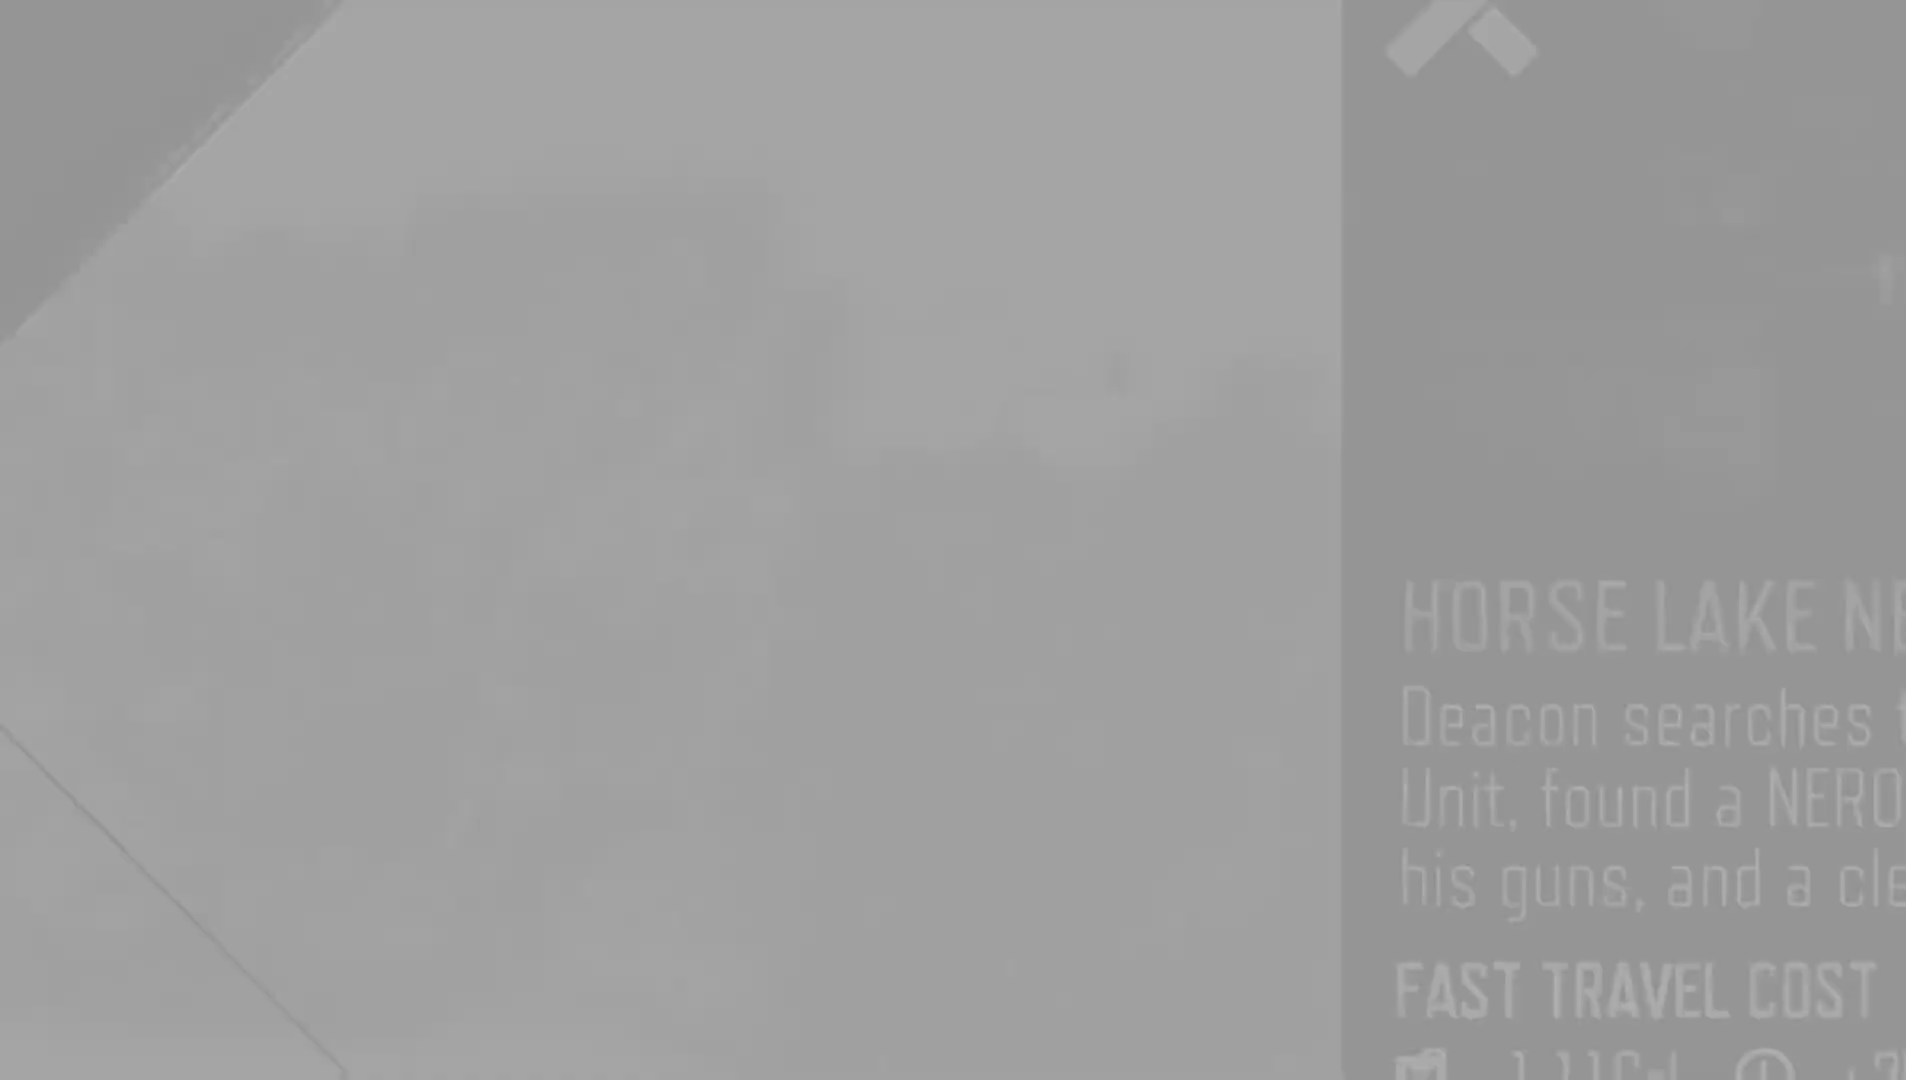 HORSE LAKE NE
Deacon searches t
Unit, found a NERO
his guns, and a cle
FAST TRAVEL COST